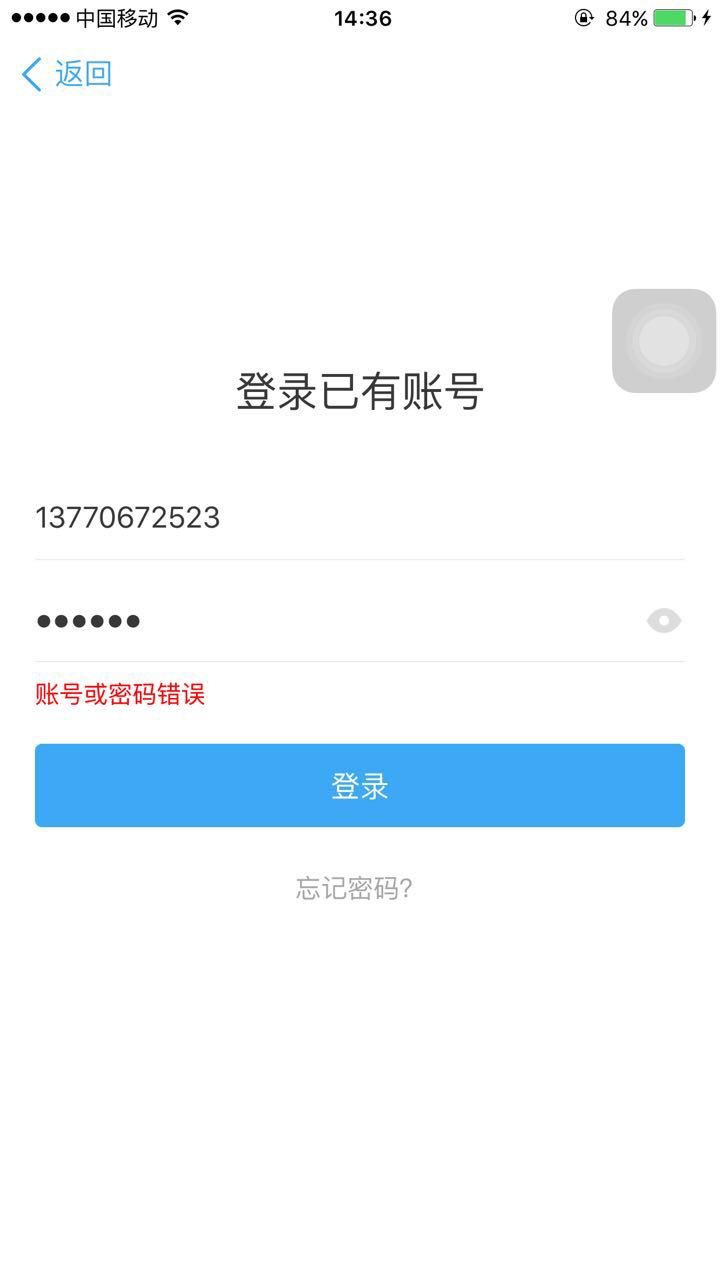 中国移动 14:36 84%
返回
登录已有账号
13770672523
••••••
账号或密码错误
登录
忘记密码?